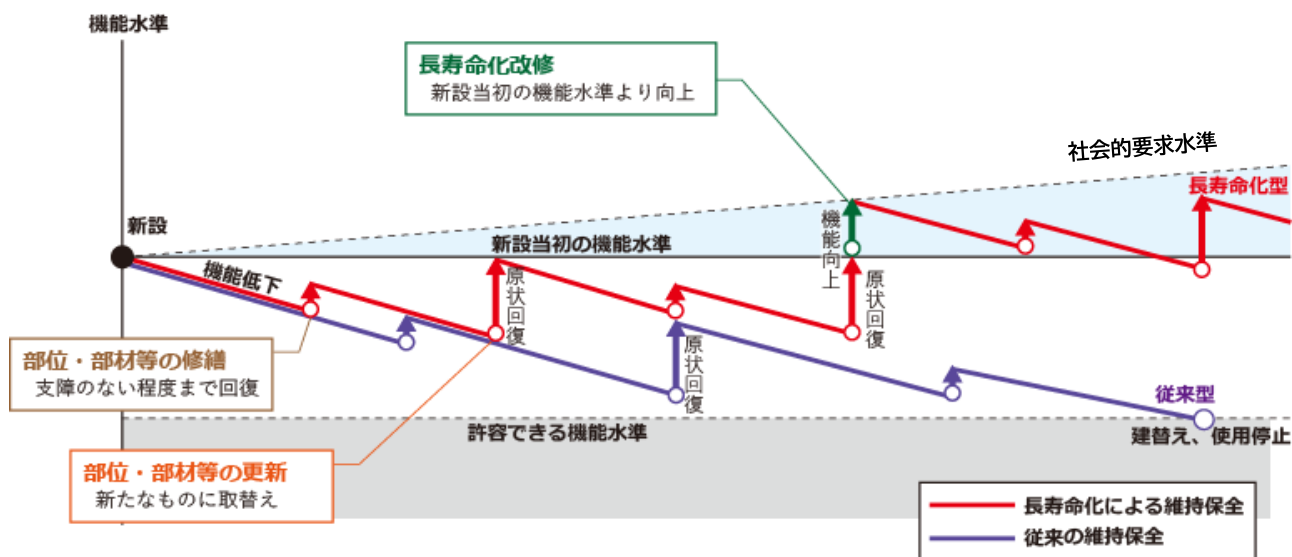 機能水準
長寿命化改修
新設当初の機能水準より向上
社会的要求水準
長寿命化型
新設
新設当初の機能水準
機能向上
機能低下
原状回復
原状回復
原状回復
部位・部材等の修繕
支障のない程度まで回復
従来型
許容できる機能水準
建替え、使用停止
部位・部材等の更新
新たなものに取替え
長寿命化による維持保全
従来の維持保全